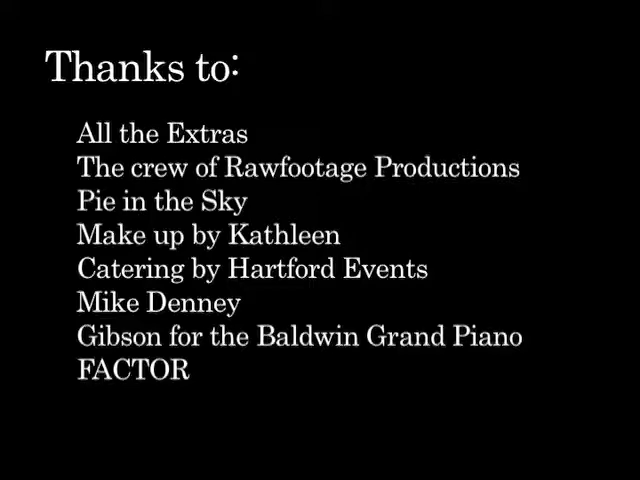 Thanks to:
All the Extras
The crew of Rawfootage Productions
Pie in the Sky
Make up by Kathleen
Catering by Hartford Events
Mike Denney
Gibson for the Baldwin Grand Piano
FACTOR